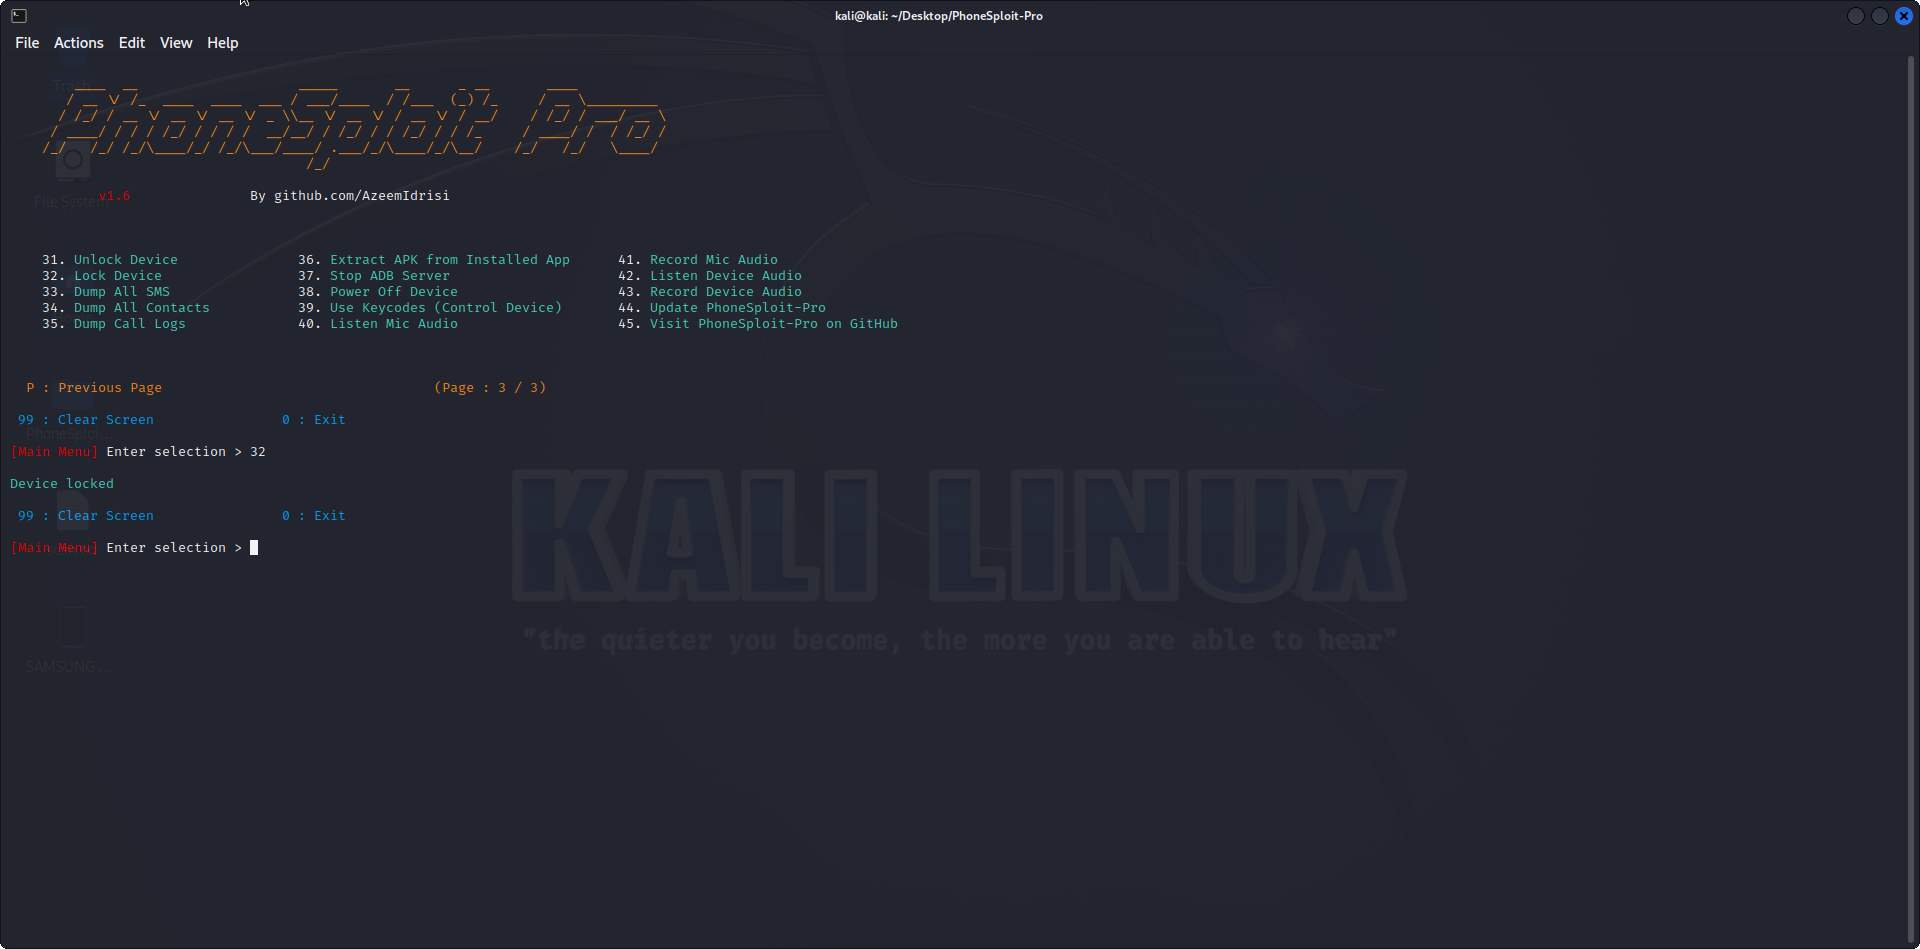 kali@kali: ~/Desktop/PhoneSploit-Pro
File Actions Edit View Help
Trash
PhoneSploit Pro
File System
v1.6 By github.com/AzeemIdrisi
31. Unlock Device 36. Extract APK from Installed App 41. Record Mic Audio
32. Lock Device 37. Stop ADB Server 42. Listen Device Audio
33. Dump All SMS 38. Power Off Device 43. Record Device Audio
34. Dump All Contacts 39. Use Keycodes (Control Device) 44. Update PhoneSploit-Pro
35. Dump Call Logs 40. Listen Mic Audio 45. Visit PhoneSploit-Pro on GitHub
P : Previous Page (Page : 3 / 3)
99 : Clear Screen 0 : Exit
PhoneSploi...
[Main Menu] Enter selection > 32
Device locked
99 : Clear Screen 0 : Exit
[Main Menu] Enter selection >
KALI LINUX
"the quieter you become, the more you are able to hear"
SAMSUNG ...